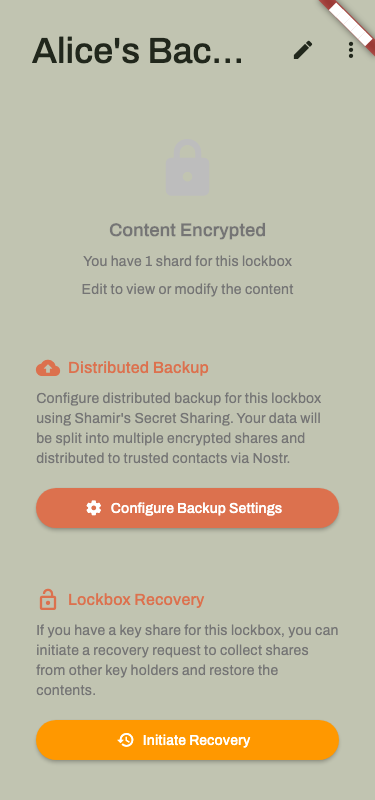 Alice's Bac...
Content Encrypted
You have 1 shard for this lockbox
Edit to view or modify the content
Distributed Backup
Configure distributed backup for this lockbox
using Shamir's Secret Sharing. Your data will
be split into multiple encrypted shares and
distributed to trusted contacts via Nostr.
Configure Backup Settings
Lockbox Recovery
If you have a key share for this lockbox, you can
initiate a recovery request to collect shares
from other key holders and restore the
contents.
Initiate Recovery